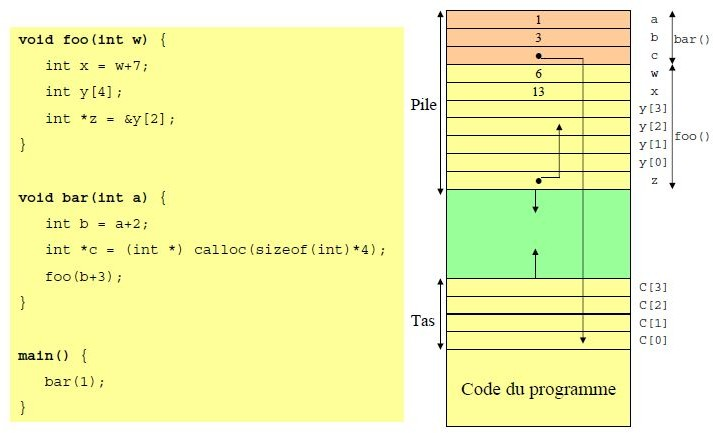 void foo(int w) {
int x = w+7;
int y[4];
int *z = &y[2];
}
void bar(int a) {
int b = a+2;
int *c = (int *) calloc(sizeof(int)*4);
foo(b+3);
}
main() {
bar(1);
}
Pile
Tas
1
3
6
13
Code du programme
a
b
c
w
x
y[3]
y[2]
y[1]
y[0]
z
C[3]
C[2]
C[1]
C[0]
bar()
foo()